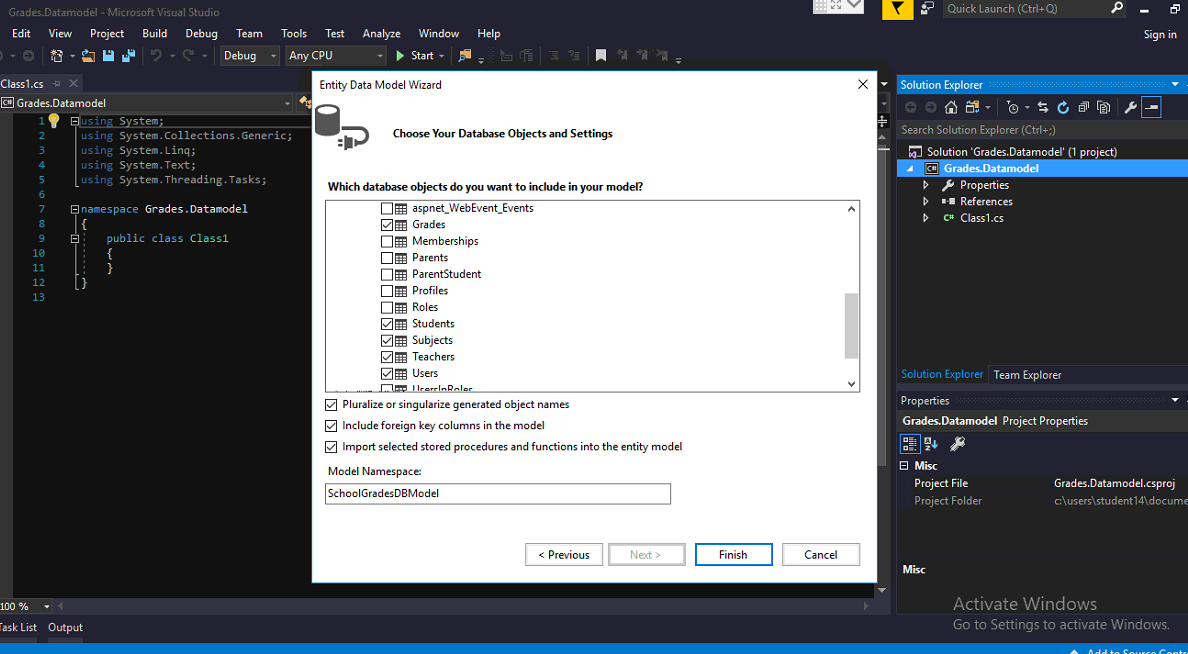 Grades.Datamodel - Microsoft Visual Studio
Quick Launch (Ctrl+Q)
Edit View Project Build Debug Team Tools Test Analyze Window Help
Sign in
Debug Any CPU Start
Class1.cs
Grades.Datamodel
1 using System;
2 using System.Collections.Generic;
3 using System.Linq;
4 using System.Text;
5 using System.Threading.Tasks;
6
7 namespace Grades.Datamodel
8 {
9 public class Class1
10 {
11 }
12 }
13
100 %
Task List Output
Entity Data Model Wizard
Choose Your Database Objects and Settings
Which database objects do you want to include in your model?
aspnet_WebEvent_Events
Grades
Memberships
Parents
ParentStudent
Profiles
Roles
Students
Subjects
Teachers
Users
UsersInRoles
Pluralize or singularize generated object names
Include foreign key columns in the model
Import selected stored procedures and functions into the entity model
Model Namespace:
SchoolGradesDBModel
< Previous Next > Finish Cancel
Solution Explorer
Search Solution Explorer (Ctrl+;)
Solution 'Grades.Datamodel' (1 project)
C# Grades.Datamodel
Properties
References
C# Class1.cs
Solution Explorer Team Explorer
Properties
Grades.Datamodel Project Properties
Misc
Project File Grades.Datamodel.csproj
Project Folder c:\users\student14\docume
Misc
Activate Windows
Go to Settings to activate Windows.
Add to Source Contr